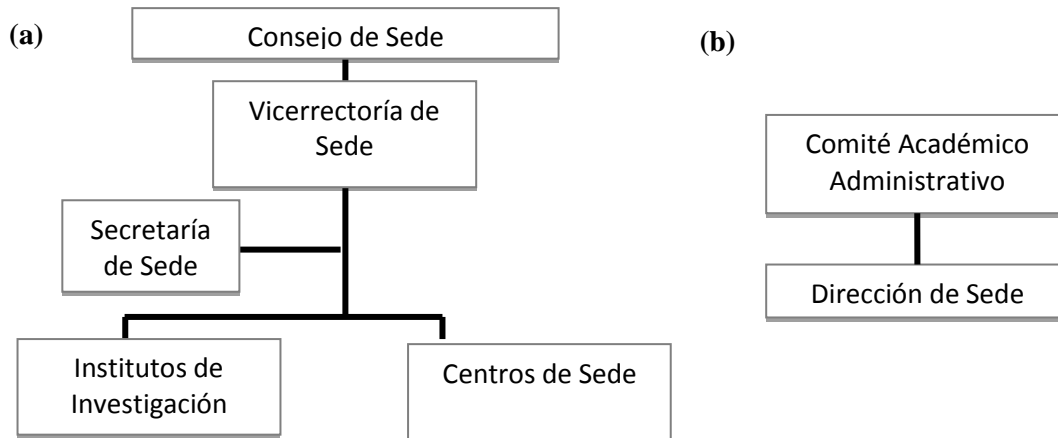 (a)
Consejo de Sede
Vicerrectoría de
Sede
Secretaría
de Sede
Institutos de
Investigación
Centros de Sede
(b)
Comité Académico
Administrativo
Dirección de Sede